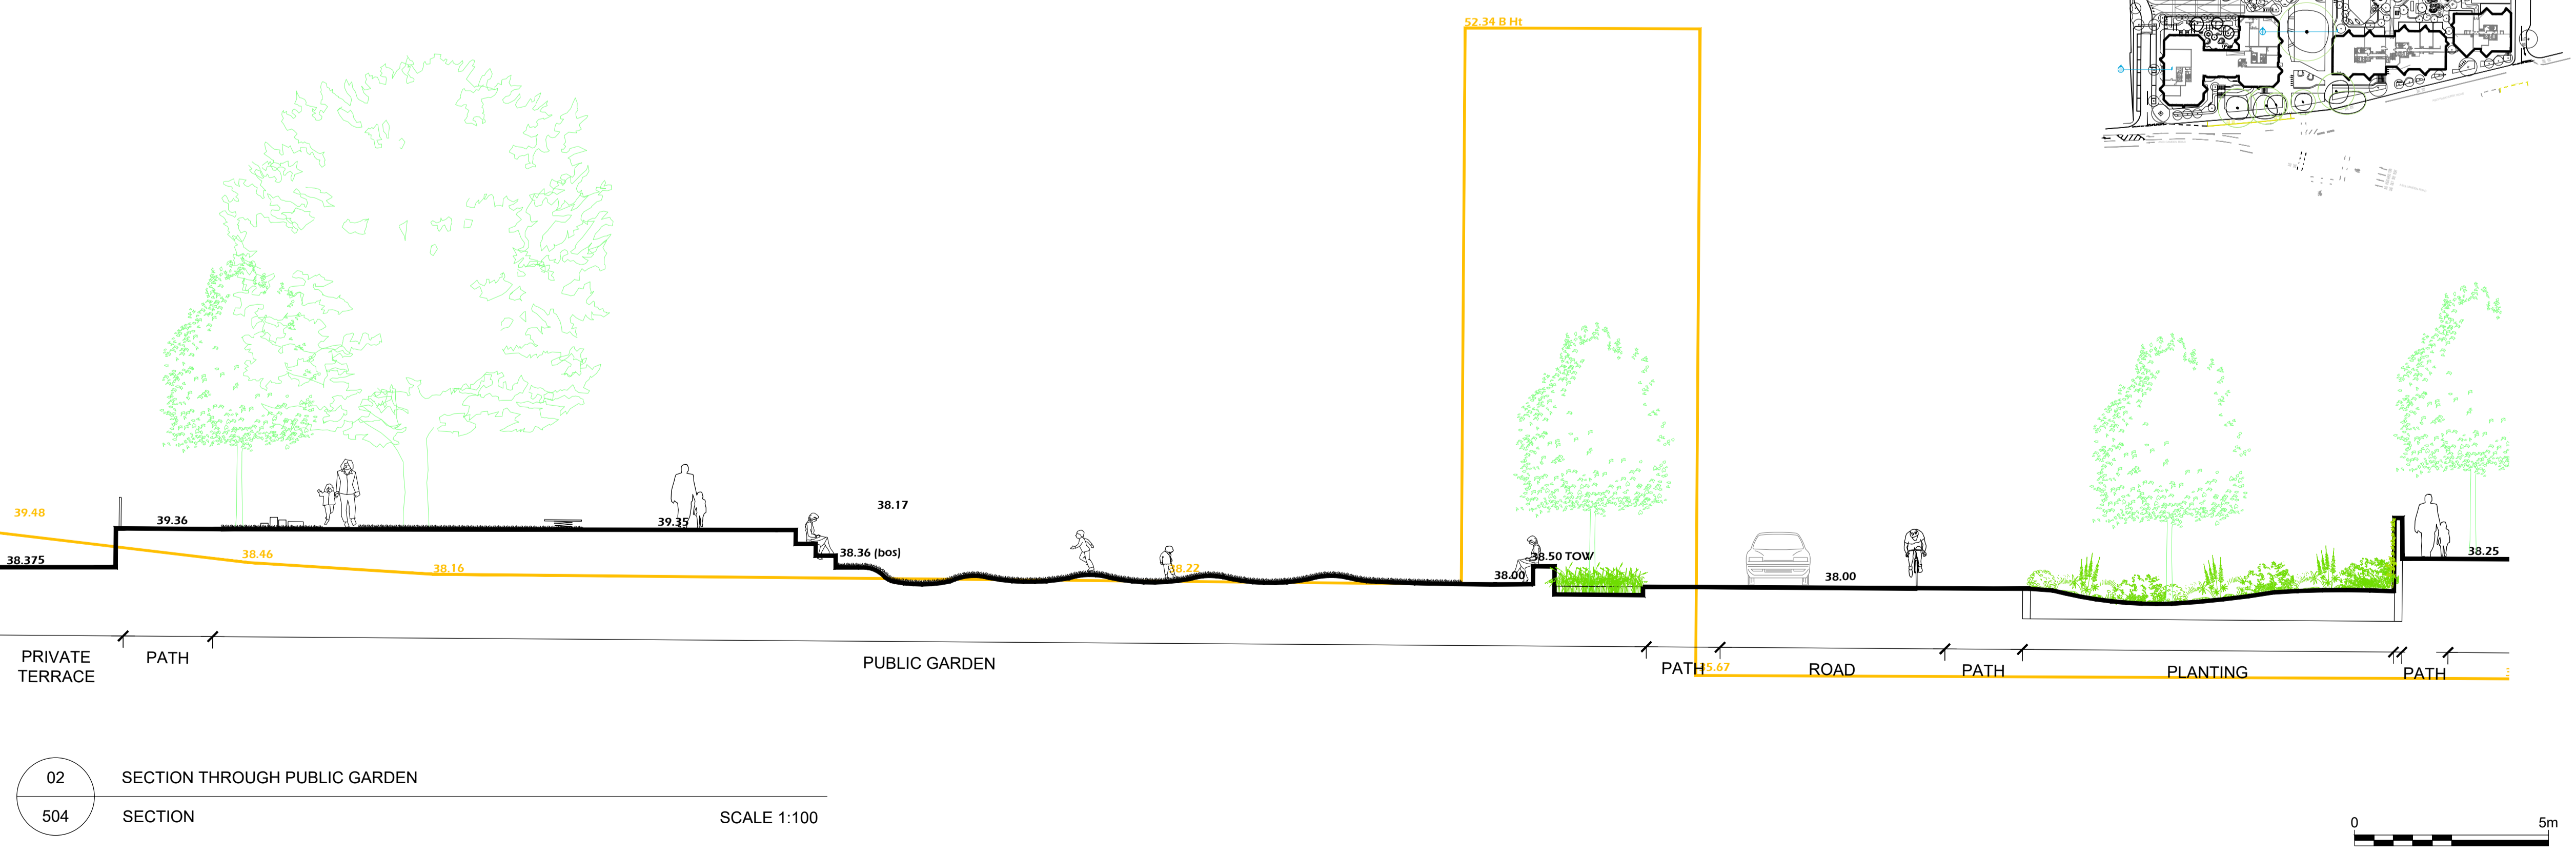 52.34 B Ht
39.48
39.36
39.35
38.17
38.375
38.46
38.16
38.36 (bos)
38.22
38.00
38.50 TOW
38.00
38.25
PRIVATE
TERRACE
PATH
PUBLIC GARDEN
PATH
35.67
ROAD
PATH
PLANTING
PATH
02
SECTION THROUGH PUBLIC GARDEN
504
SECTION
SCALE 1:100
0
5m